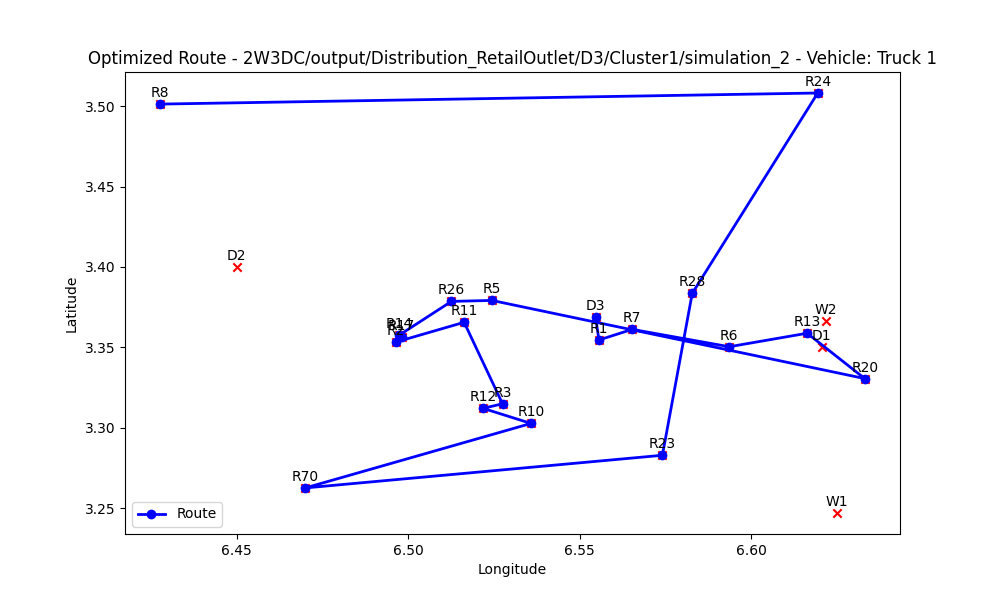 Optimized Route - 2W3DC/output/Distribution_RetailOutlet/D3/Cluster1/simulation_2 - Vehicle: Truck 1
R8
R24
3.50
3.45
D2
3.40
R28
R26
R5
D3
R11
W2
R14
R7
R13
R1
R6
D1
3.35
R20
R12
R3
R10
3.30
R23
R70
W1
3.25
Route
6.45
6.50
6.55
6.60
Longitude
Latitude